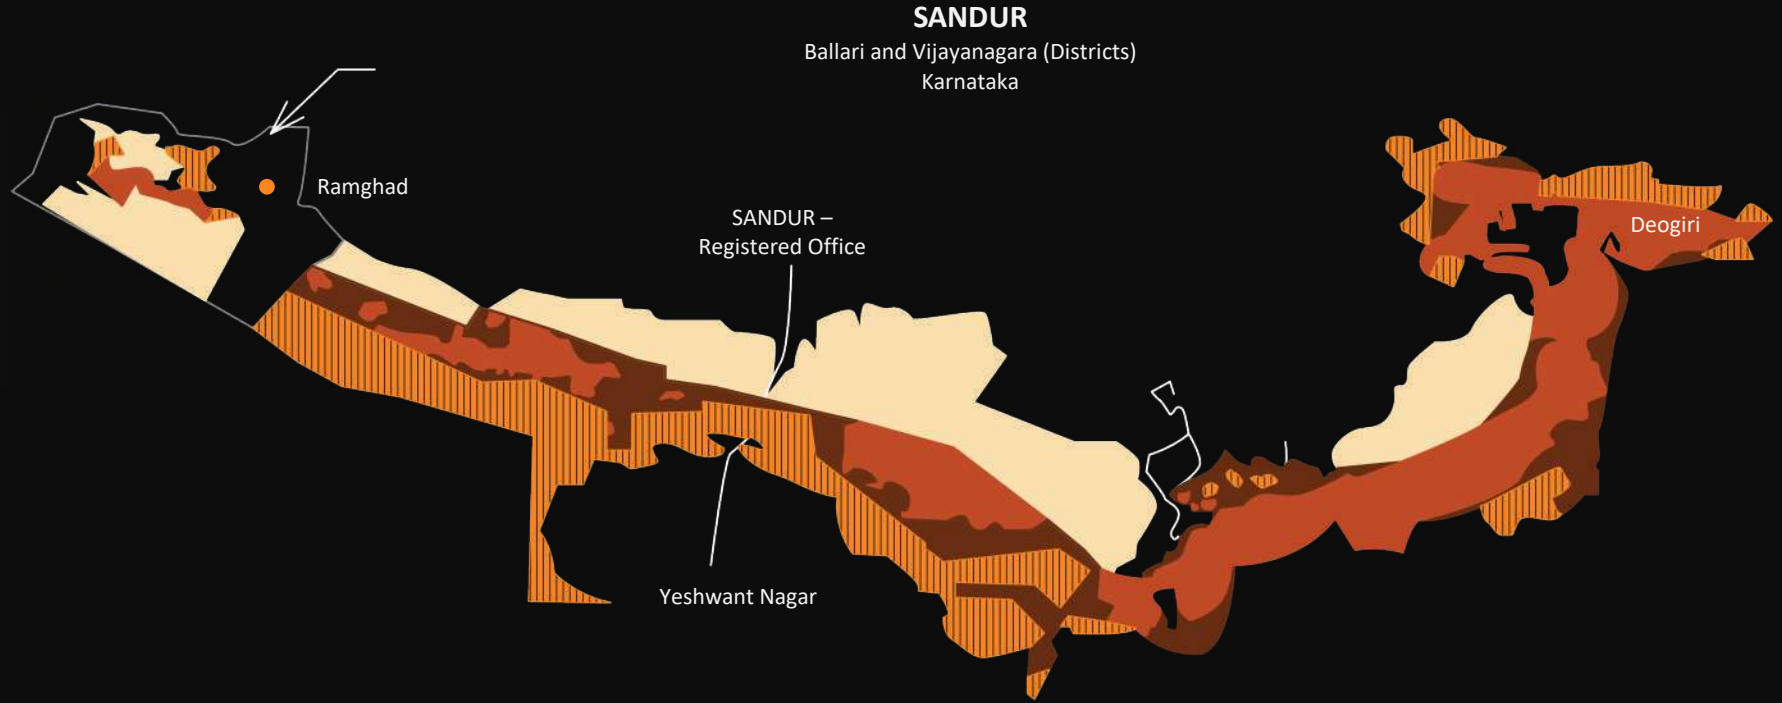 SANDUR
Ballari and Vijayanagara (Districts)
Karnataka
Ramghad
SANDUR –
Registered Office
Deogiri
Yeshwant Nagar